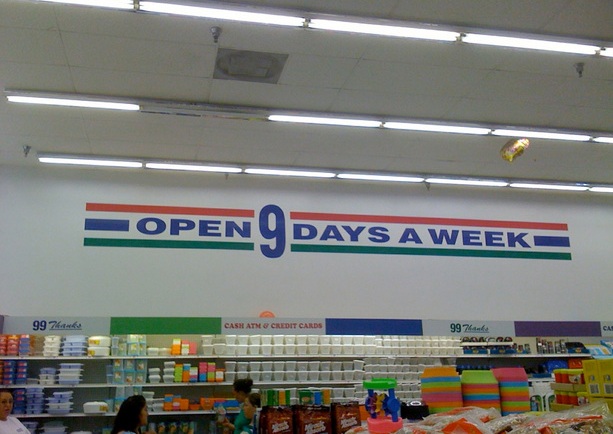 OPEN 9 DAYS A WEEK
99 Thanks
CASH ATM & CREDIT CARDS
99 Thanks